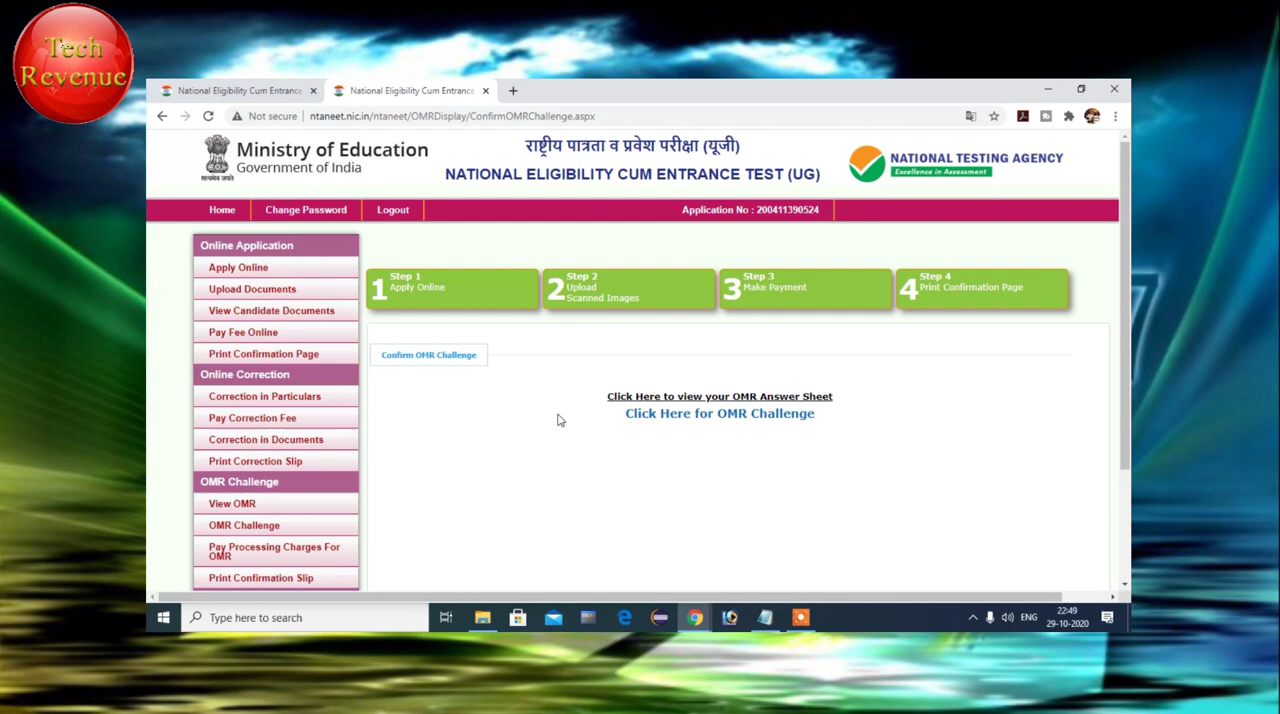 Tech
Revenue
National Eligibility Cum Entrance
National Eligibility Cum Entrance
Not secure
ntaneet.nic.in/ntaneet/OMRDisplay/ConfirmOMRChallenge.aspx
सत्यमेव जयते
Ministry of Education
Government of India
राष्ट्रीय पात्रता व प्रवेश परीक्षा (यूजी)
NATIONAL ELIGIBILITY CUM ENTRANCE TEST (UG)
NATIONAL TESTING AGENCY
Excellence in Assessment
Home
Change Password
Logout
Application No : 200411390524
Online Application
Apply Online
Upload Documents
View Candidate Documents
Pay Fee Online
Print Confirmation Page
Online Correction
Correction in Particulars
Pay Correction Fee
Correction in Documents
Print Correction Slip
OMR Challenge
View OMR
OMR Challenge
Pay Processing Charges For
OMR
Print Confirmation Slip
1
Step 1
Apply Online
2
Step 2
Upload
Scanned Images
3
Step 3
Make Payment
4
Step 4
Print Confirmation Page
Confirm OMR Challenge
Click Here to view your OMR Answer Sheet
Click Here for OMR Challenge
Type here to search
ENG
22:49
29-10-2020